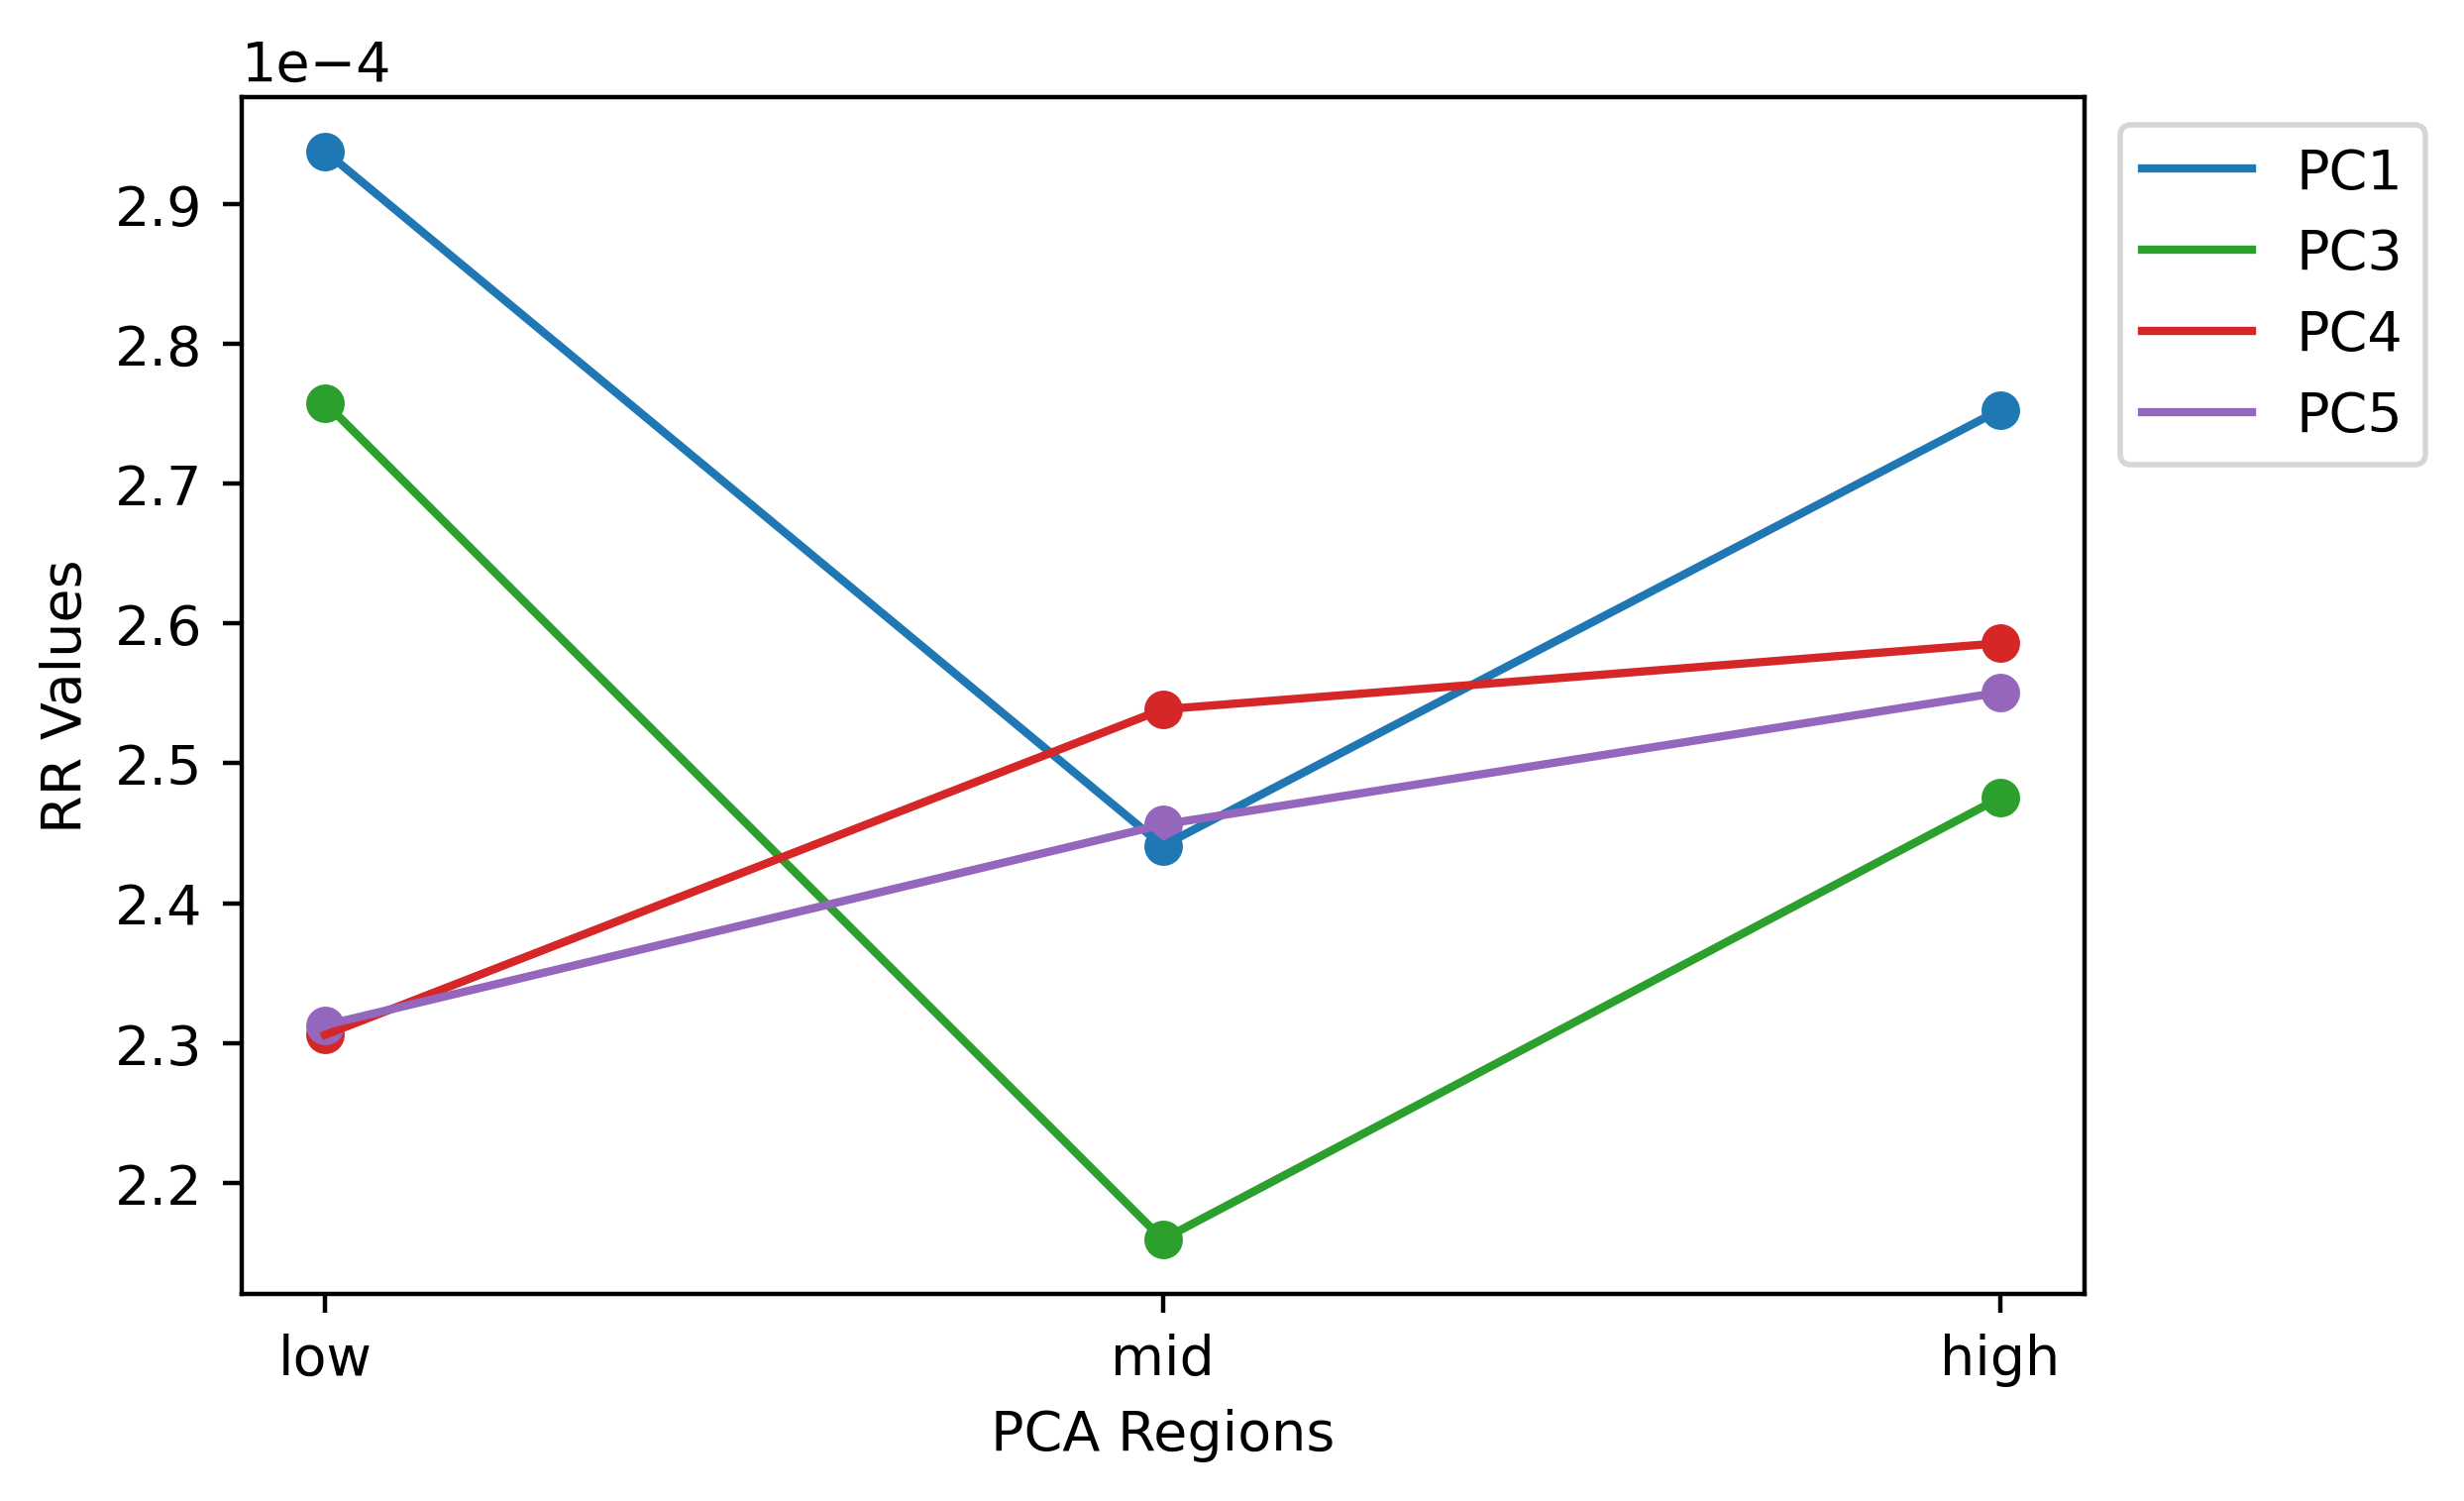 1e−4
2.9
2.8
2.7
2.6
2.5
2.4
2.3
2.2
RR Values
low mid high
PCA Regions
PC1
PC3
PC4
PC5